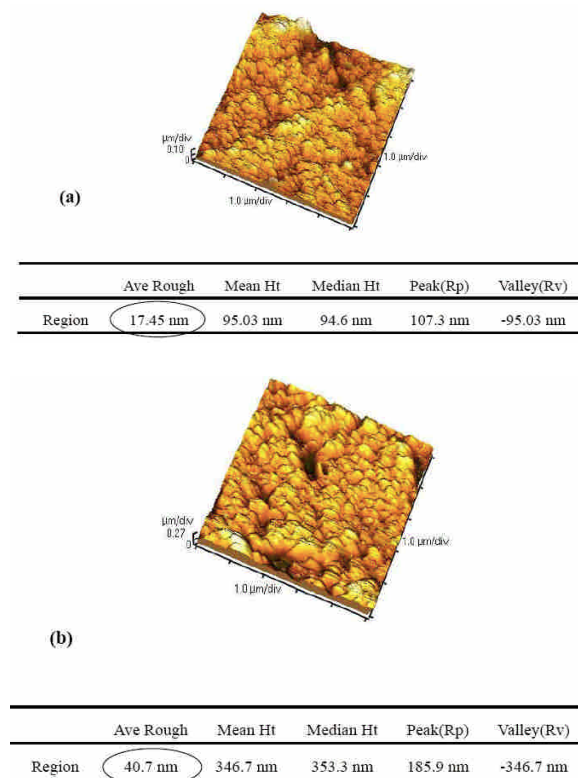 µm/div
0.10
0
1.0 µm/div
1.0 µm/div
(a)
Ave Rough Mean Ht Median Ht Peak(Rp) Valley(Rv)
Region 17.45 nm 95.03 nm 94.6 nm 107.3 nm -95.03 nm
µm/div
0.27
0
1.0 µm/div
1.0 µm/div
(b)
Ave Rough Mean Ht Median Ht Peak(Rp) Valley(Rv)
Region 40.7 nm 346.7 nm 353.3 nm 185.9 nm -346.7 nm